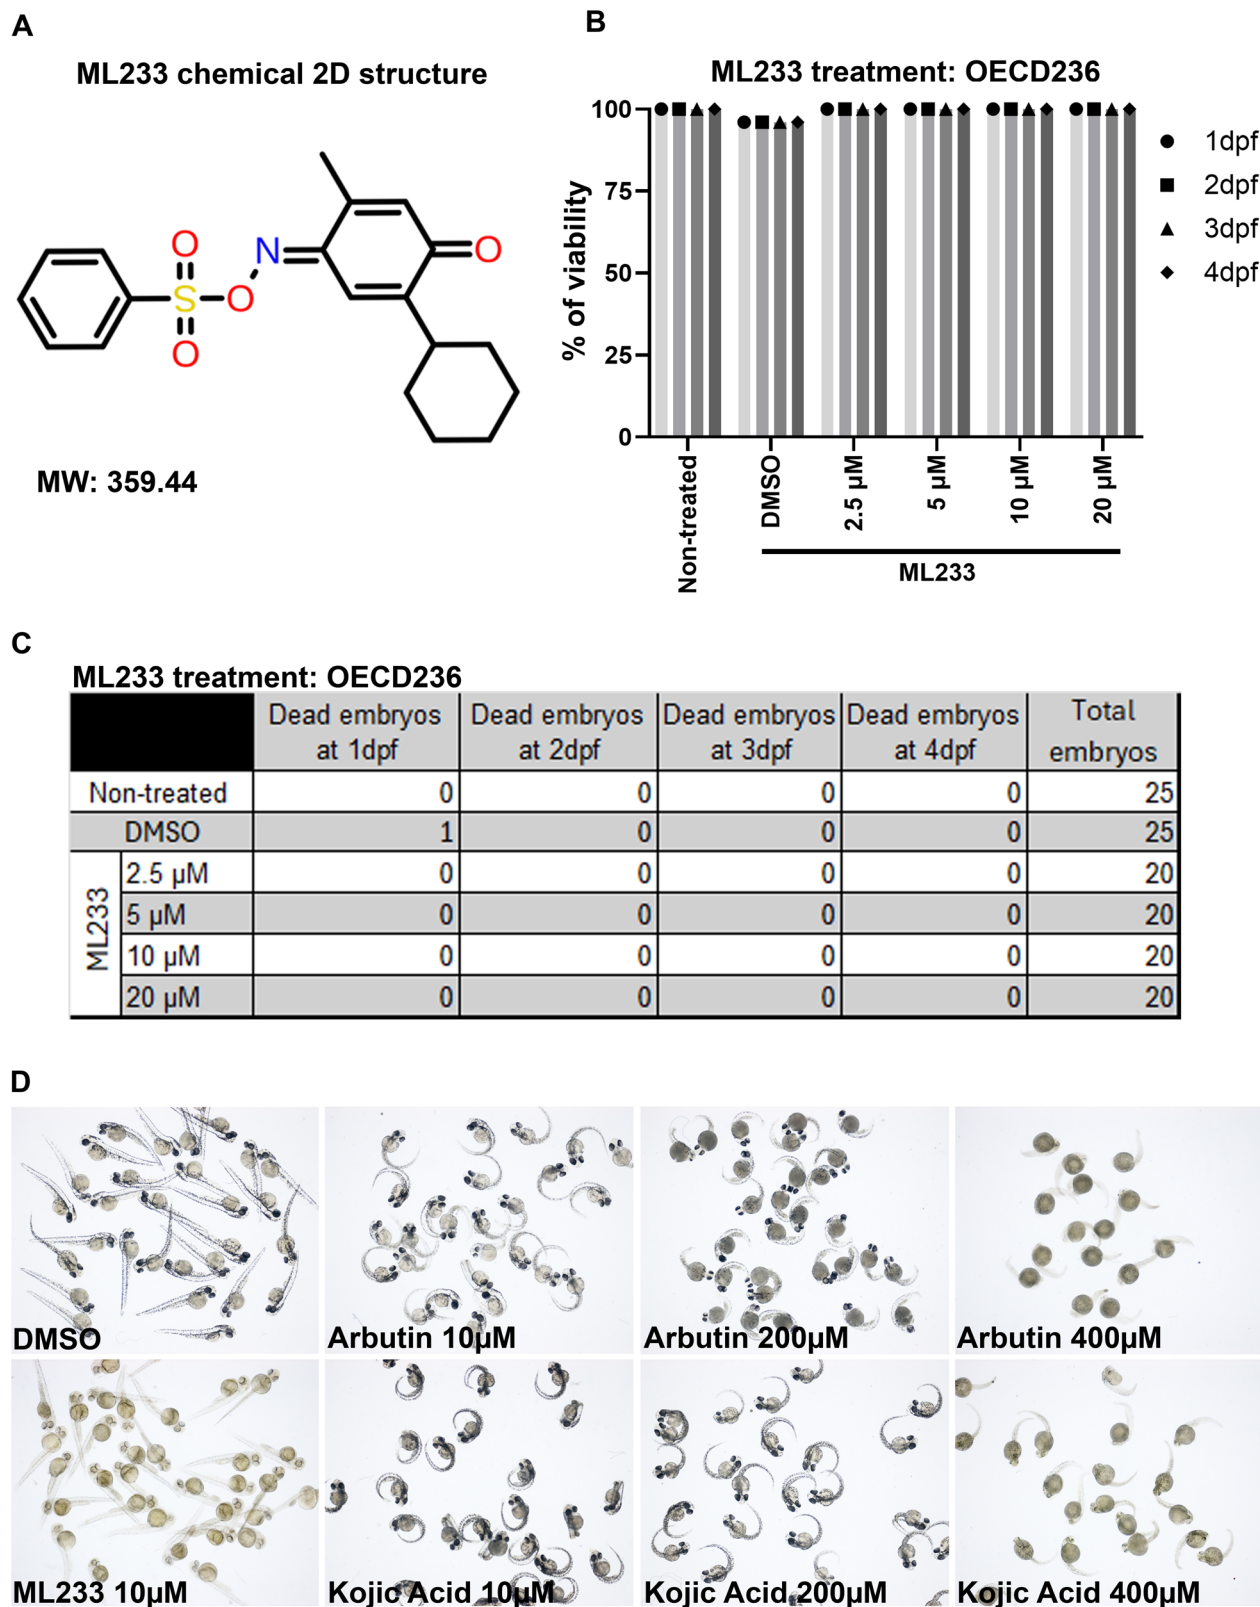 A
ML233 chemical 2D structure
O
N
O
S
O
O
MW: 359.44
B
ML233 treatment: OECD236
% of viability
100
75
50
25
0
Non-treated
DMSO
2.5 µM
5 µM
10 µM
20 µM
ML233
1dpf
2dpf
3dpf
4dpf
C
ML233 treatment: OECD236
Dead embryos at 1dpf Dead embryos at 2dpf Dead embryos at 3dpf Dead embryos at 4dpf Total embryos
Non-treated 0 0 0 0 25
DMSO 1 0 0 0 25
ML233
2.5 µM 0 0 0 0 20
5 µM 0 0 0 0 20
10 µM 0 0 0 0 20
20 µM 0 0 0 0 20
D
DMSO
Arbutin 10µM
Arbutin 200µM
Arbutin 400µM
ML233 10µM
Kojic Acid 10µM
Kojic Acid 200µM
Kojic Acid 400µM